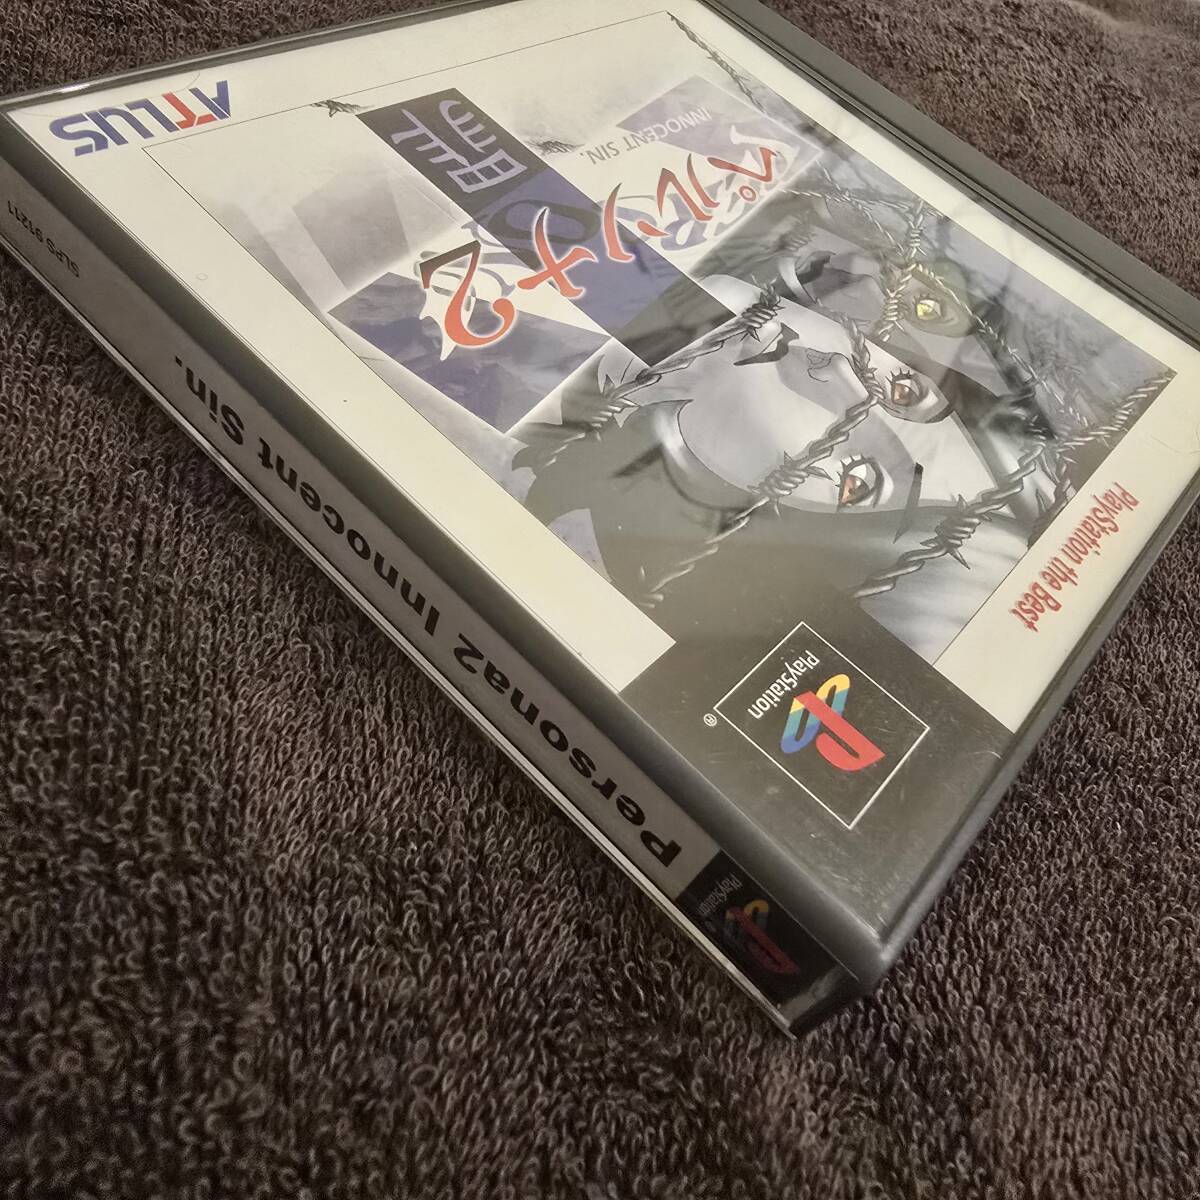 PlayStation the Best
PlayStation
®
INNOCENT SIN.
ペルソナ2
罪
ATLUS
PlayStation
Persona2 Innocent Sin.
SLPS 91211